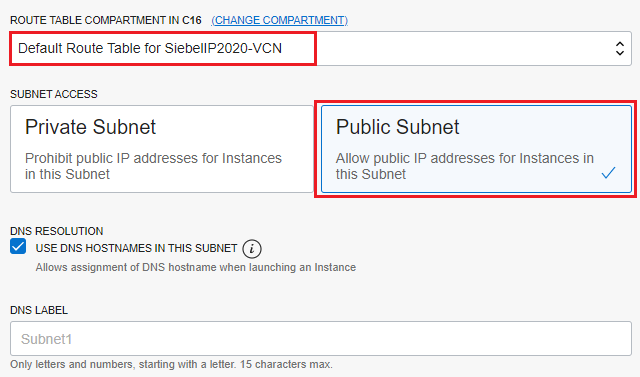 ROUTE TABLE COMPARTMENT IN C16 (CHANGE COMPARTMENT)
Default Route Table for SiebelIP2020-VCN
SUBNET ACCESS
Private Subnet
Prohibit public IP addresses for Instances
in this Subnet
Public Subnet
Allow public IP addresses for Instances in
this Subnet
DNS RESOLUTION
USE DNS HOSTNAMES IN THIS SUBNET i
Allows assignment of DNS hostname when launching an Instance
DNS LABEL
Subnet1
Only letters and numbers, starting with a letter. 15 characters max.